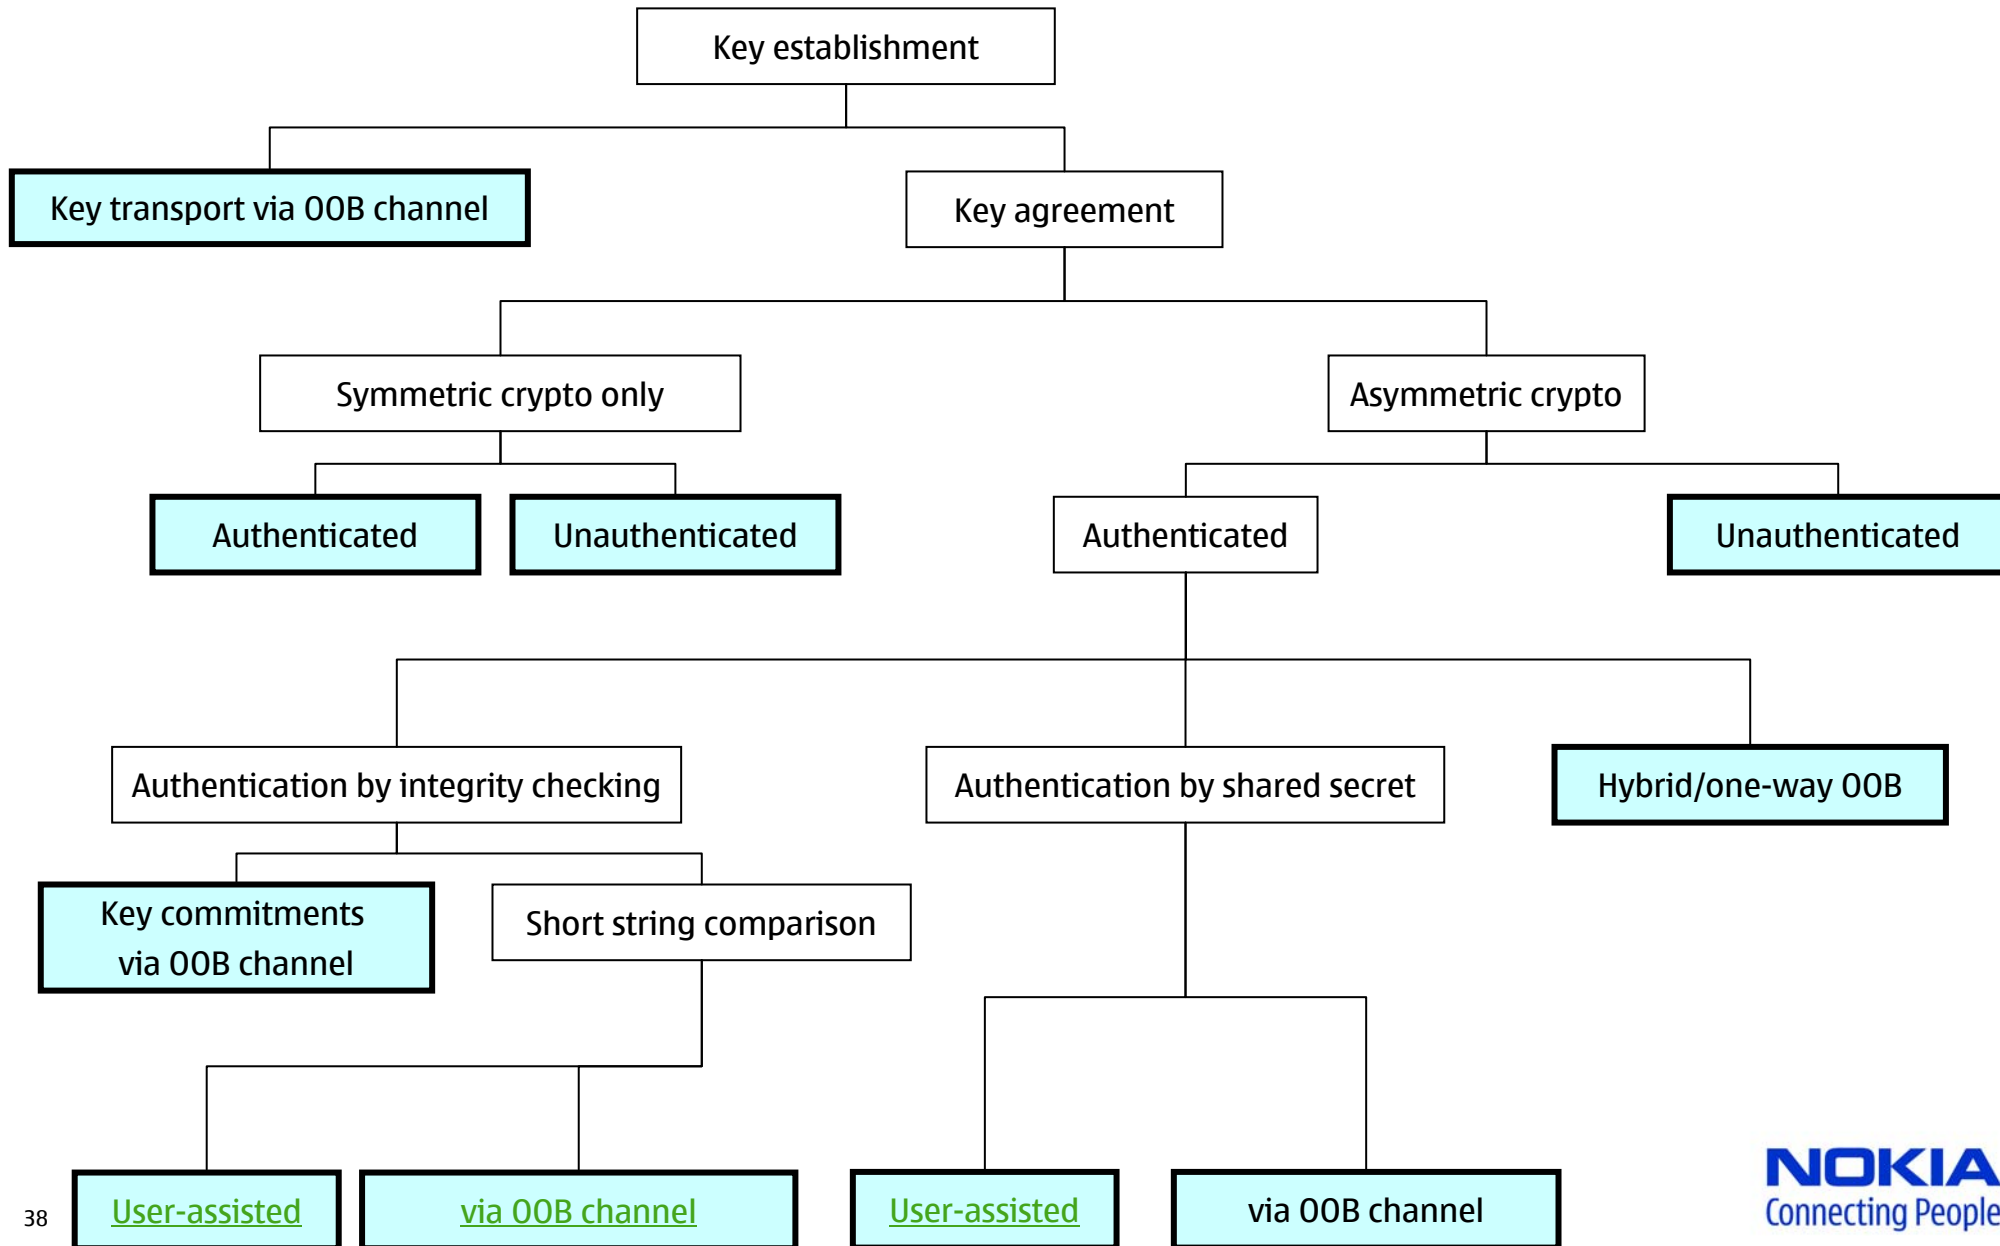 Key establishment
Key transport via OOB channel
Key agreement
Symmetric crypto only
Asymmetric crypto
Authenticated
Unauthenticated
Authenticated
Unauthenticated
Authentication by integrity checking
Authentication by shared secret
Hybrid/one-way OOB
Key commitments
via OOB channel
Short string comparison
User-assisted
via OOB channel
User-assisted
via OOB channel
38
NOKIA
Connecting People